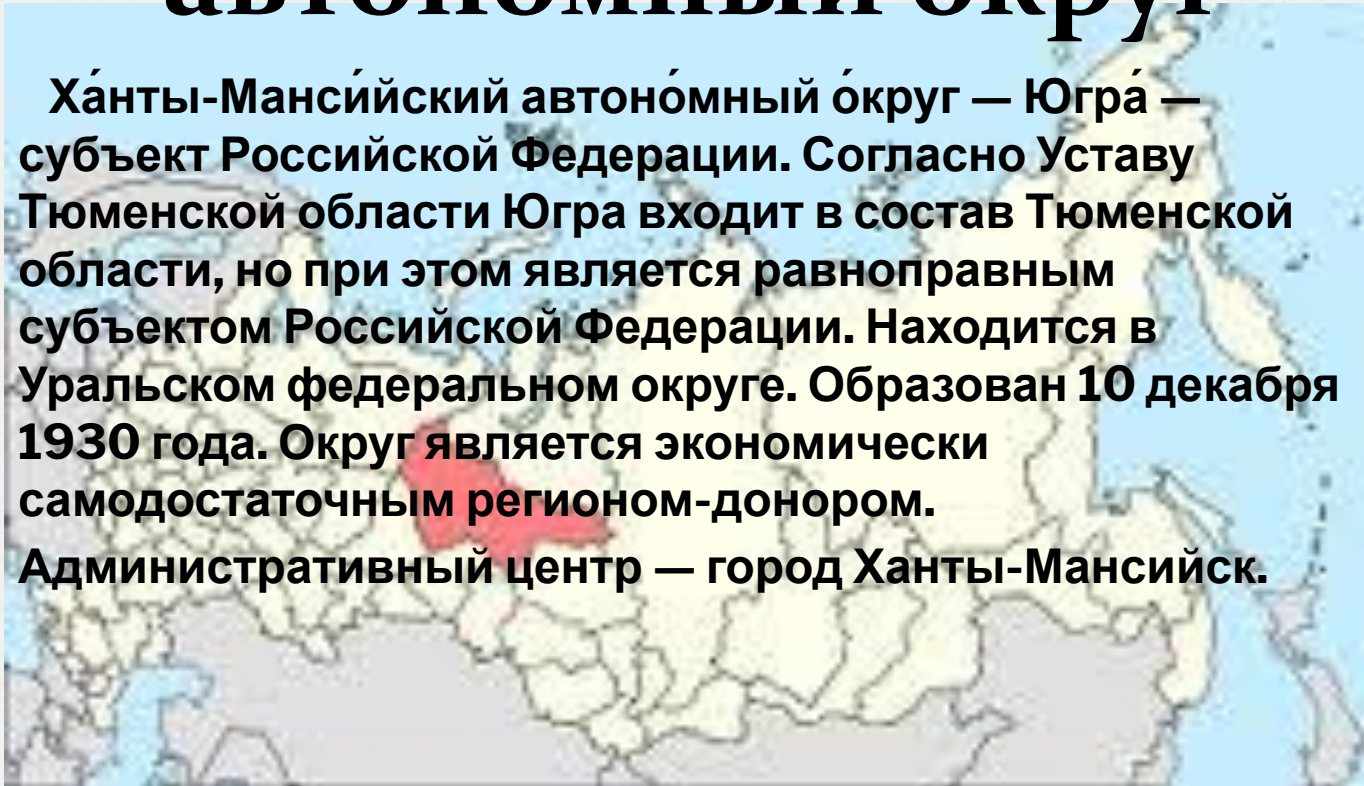 автономный округ
Ха́нты-Манси́йский автоно́мный о́круг — Югра́ —
субъект Российской Федерации. Согласно Уставу
Тюменской области Югра входит в состав Тюменской
области, но при этом является равноправным
субъектом Российской Федерации. Находится в
Уральском федеральном округе. Образован 10 декабря
1930 года. Округ является экономически
самодостаточным регионом-донором.
Административный центр — город Ханты-Мансийск.